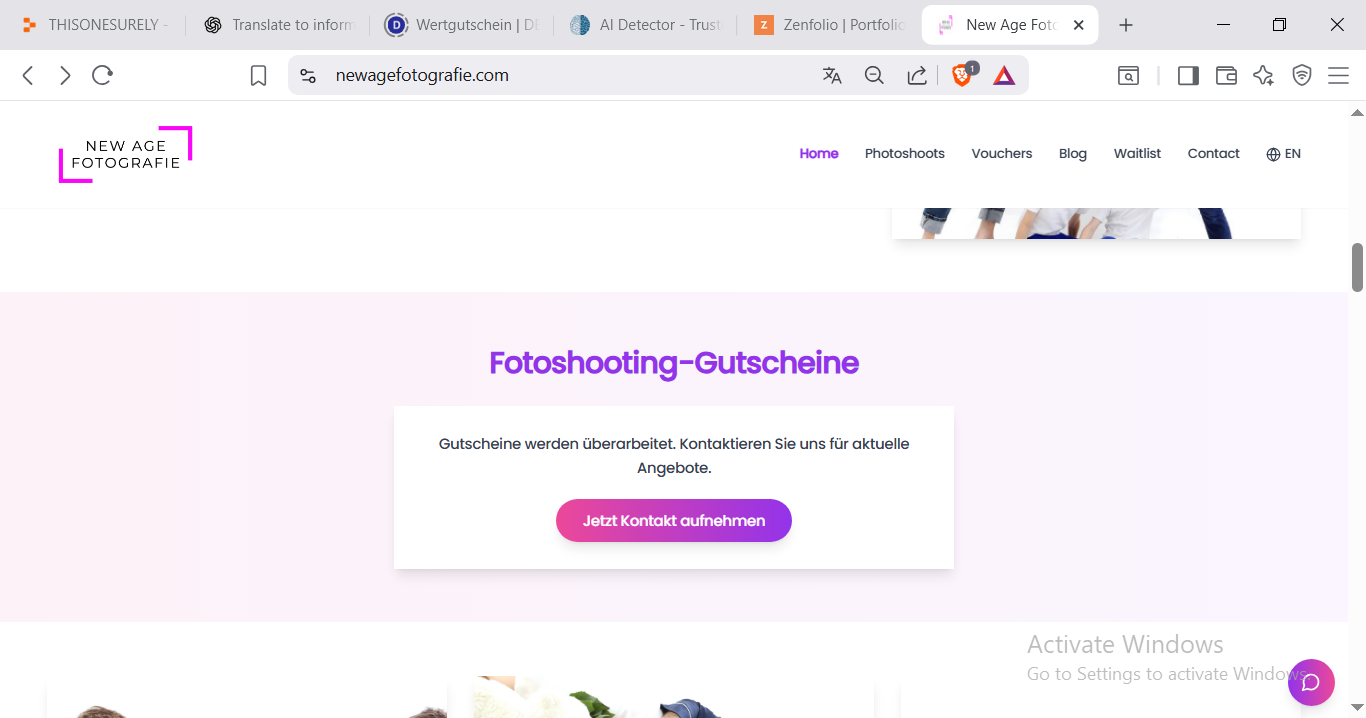 THISONESURELY -
Translate to inform
Wertgutschein | DE
AI Detector - Trust
Zenfolio | Portfolio
New Age Foto
newagefotografie.com
1
NEW AGE
FOTOGRAFIE
Home
Photoshoots
Vouchers
Blog
Waitlist
Contact
EN
Fotoshooting-Gutscheine
Gutscheine werden überarbeitet. Kontaktieren Sie uns für aktuelle
Angebote.
Jetzt Kontakt aufnehmen
Activate Windows
Go to Settings to activate Windows.